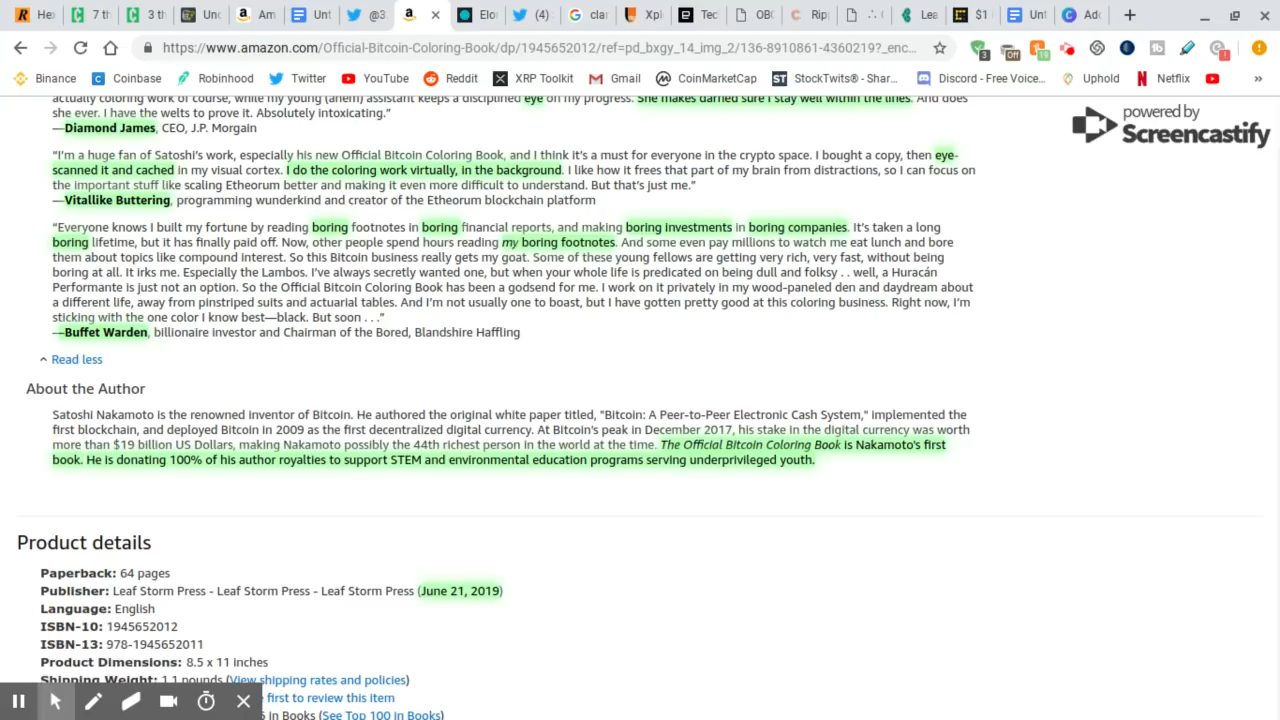 Hex
7 th
3 th
Unc
Am
Unt
@3
Elor
(4)
clar
Xpl
Tec
OBC
Rip
Lea
$1
Unt
Add
https://www.amazon.com/Official-Bitcoin-Coloring-Book/dp/1945652012/ref=pd_bxgy_14_img_2/136-8910861-4360219?_enc...
3
Off
19
Binance
Coinbase
Robinhood
Twitter
YouTube
Reddit
XRP Toolkit
Gmail
CoinMarketCap
StockTwits® - Shar...
Discord - Free Voice...
Uphold
Netflix
»
actually coloring work of course, while my young (ahem) assistant keeps a disciplined eye on my progress. She makes darned sure I stay well within the lines. And does
she ever. I have the welts to prove it. Absolutely intoxicating.”
—Diamond James, CEO, J.P. Morgain
“I’m a huge fan of Satoshi’s work, especially his new Official Bitcoin Coloring Book, and I think it’s a must for everyone in the crypto space. I bought a copy, then eye-
scanned it and cached in my visual cortex. I do the coloring work virtually, in the background. I like how it frees that part of my brain from distractions, so I can focus on
the important stuff like scaling Etheorum better and making it even more difficult to understand. But that’s just me.”
—Vitallike Buttering, programming wunderkind and creator of the Etheorum blockchain platform
“Everyone knows I built my fortune by reading boring footnotes in boring financial reports, and making boring investments in boring companies. It’s taken a long
boring lifetime, but it has finally paid off. Now, other people spend hours reading my boring footnotes. And some even pay millions to watch me eat lunch and bore
them about topics like compound interest. So this Bitcoin business really gets my goat. Some of these young fellows are getting very rich, very fast, without being
boring at all. It irks me. Especially the Lambos. I’ve always secretly wanted one, but when your whole life is predicated on being dull and folksy . . well, a Huracán
Performante is just not an option. So the Official Bitcoin Coloring Book has been a godsend for me. I work on it privately in my wood-paneled den and daydream about
a different life, away from pinstriped suits and actuarial tables. And I’m not usually one to boast, but I have gotten pretty good at this coloring business. Right now, I’m
sticking with the one color I know best—black. But soon . . .”
—Buffet Warden, billionaire investor and Chairman of the Bored, Blandshire Haffling
Read less
About the Author
Satoshi Nakamoto is the renowned inventor of Bitcoin. He authored the original white paper titled, "Bitcoin: A Peer-to-Peer Electronic Cash System," implemented the
first blockchain, and deployed Bitcoin in 2009 as the first decentralized digital currency. At Bitcoin's peak in December 2017, his stake in the digital currency was worth
more than $19 billion US Dollars, making Nakamoto possibly the 44th richest person in the world at the time. The Official Bitcoin Coloring Book is Nakamoto's first
book. He is donating 100% of his author royalties to support STEM and environmental education programs serving underprivileged youth.
Product details
Paperback: 64 pages
Publisher: Leaf Storm Press - Leaf Storm Press - Leaf Storm Press (June 21, 2019)
Language: English
ISBN-10: 1945652012
ISBN-13: 978-1945652011
Product Dimensions: 8.5 x 11 inches
Shipping Weight: 1.1 pounds (View shipping rates and policies)
first to review this item
in Books (See Top 100 in Books)
powered by
Screencastify